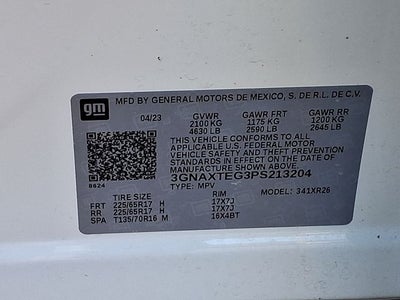 gm
MFD BY GENERAL MOTORS DE MEXICO, S. DE R.L. DE C.V.
04/23 GVWR GAWR FRT GAWR RR
2100 KG 1175 KG 1200 KG
4630 LB 2590 LB 2645 LB
THIS VEHICLE CONFORMS TO ALL
APPLICABLE U.S. FEDERAL MOTOR
VEHICLE SAFETY AND THEFT PREVENTION
STANDARDS IN EFFECT ON THE DATE OF
MANUFACTURE SHOWN ABOVE.
3GNAXTEG3PS213204
8624 TYPE: MPV MODEL: 341XR26
TIRE SIZE RIM
FRT 225/65R17 H 17X7J
RR 225/65R17 H 17X7J
SPA T135/70R16 M 16X4BT